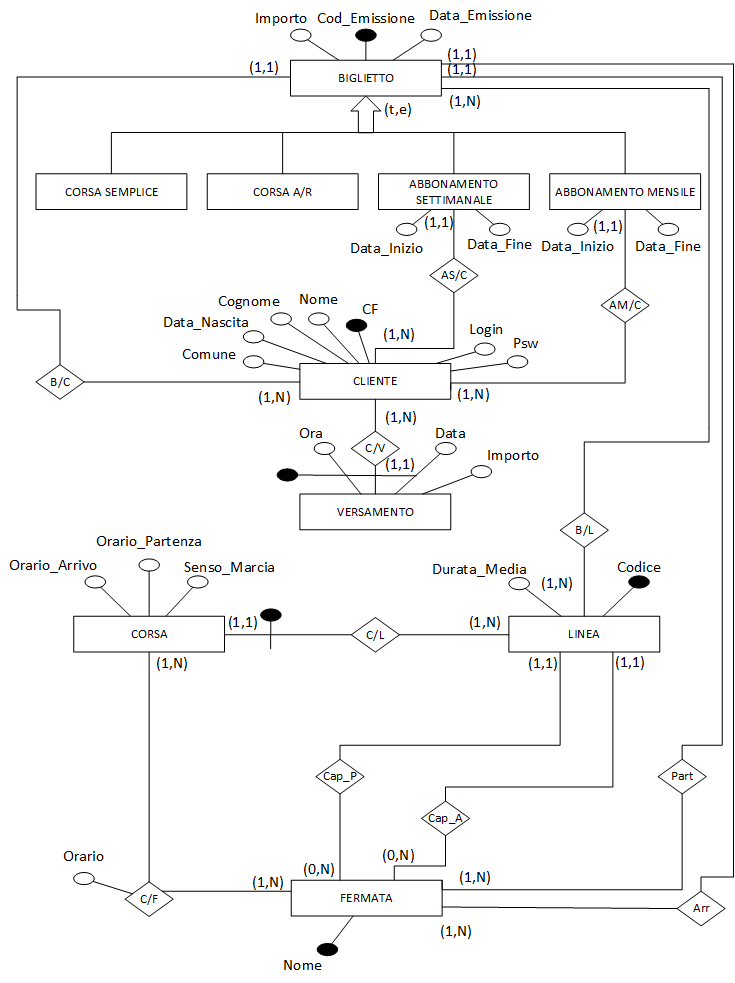 Importo Cod_Emissione Data_Emissione
(1,1) BIGLIETTO (1,1)
(1,1)
(1,N)
(t,e)
CORSA SEMPLICE CORSA A/R ABBONAMENTO SETTIMANALE ABBONAMENTO MENSILE
(1,1) (1,1)
Data_Inizio Data_Fine Data_Inizio Data_Fine
AS/C
AM/C
Cognome Nome CF
Data_Nascita (1,N) Login
Comune Psw
B/C CLIENTE
(1,N) (1,N)
(1,N)
Ora C/V Data
(1,1) Importo
VERSAMENTO
B/L
Orario_Partenza
Orario_Arrivo Senso_Marcia Durata_Media (1,N) Codice
(1,1) (1,N)
CORSA C/L LINEA
(1,N) (1,1) (1,1)
Cap_P Part
Cap_A
Orario (0,N) (0,N)
(1,N) (1,N)
C/F FERMATA Arr
(1,N)
Nome